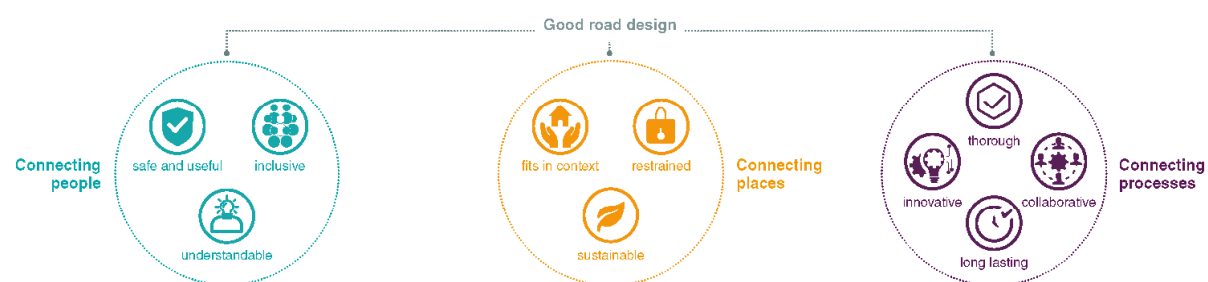 Good road design
Connecting
people
safe and useful
inclusive
understandable
fits in context
restrained
sustainable
Connecting
places
thorough
innovative
collaborative
long lasting
Connecting
processes